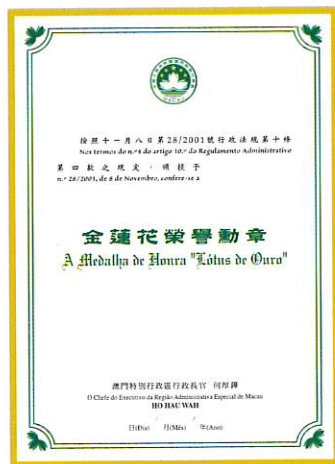 MACAU
按照十一月八日第28/2001號行政法規第十條
Nos termos do n.º4 do artigo 10.º do Regulamento Administrativo
第四款之規定，頒授予
n.º 28/2001, de 8 de Novembro, confere-se a
金蓮花榮譽勳章
A Medalha de Honra "Lótus de Ouro"
澳門特別行政區行政長官 何厚鏵
O Chefe do Executivo da Região Administrativa Especial de Macau
HO HAU WAH
/ /
日(Dia) 月(Mês) 年(Ano)